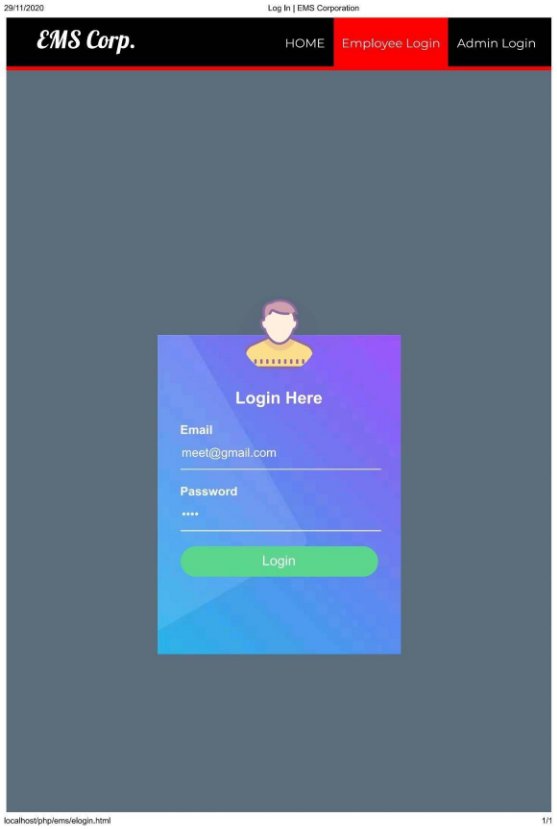 29/11/2020 Log In | EMS Corporation
EMS Corp. HOME Employee Login Admin Login
Login Here
Email
meet@gmail.com
Password
••••
Login
localhost/php/ems/elogin.html 1/1